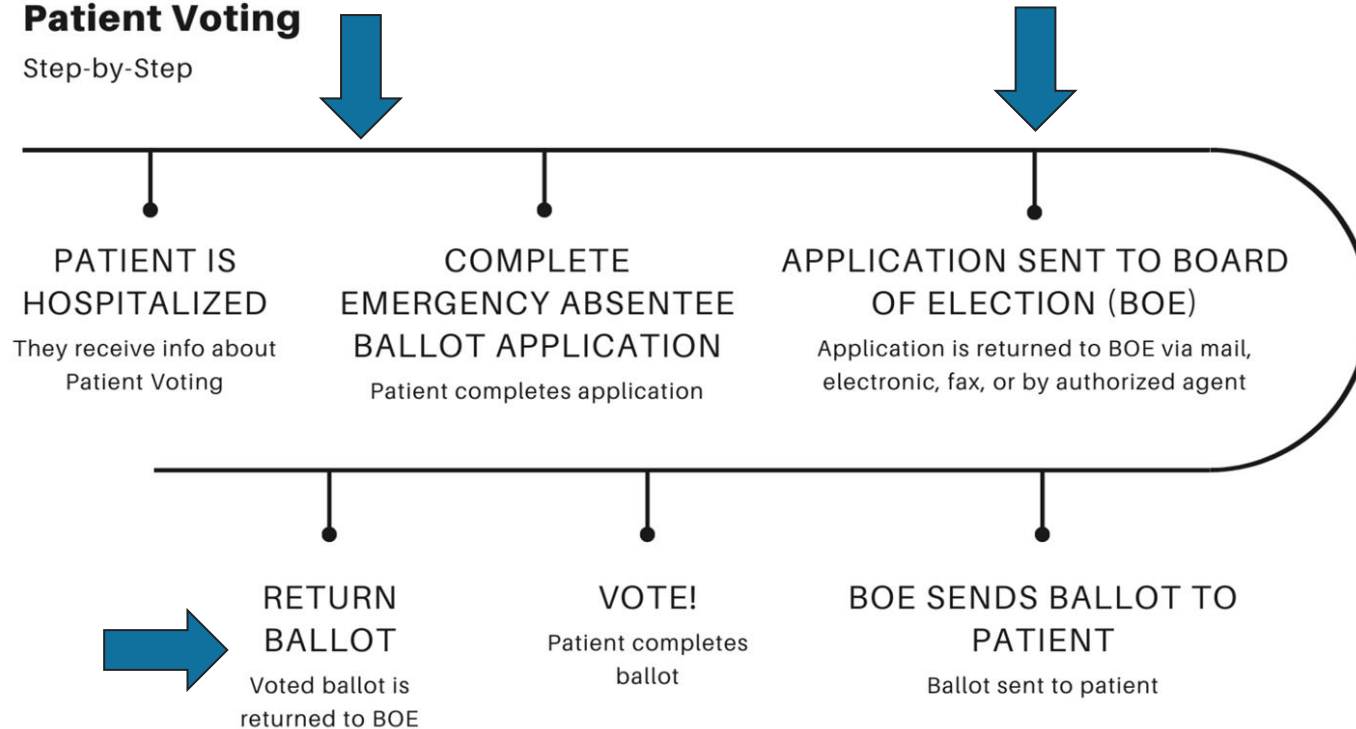 Patient Voting
Step-by-Step
PATIENT IS
HOSPITALIZED
They receive info about
Patient Voting
COMPLETE
EMERGENCY ABSENTEE
BALLOT APPLICATION
Patient completes application
APPLICATION SENT TO BOARD
OF ELECTION (BOE)
Application is returned to BOE via mail,
electronic, fax, or by authorized agent
BOE SENDS BALLOT TO
PATIENT
Ballot sent to patient
VOTE!
Patient completes
ballot
RETURN
BALLOT
Voted ballot is
returned to BOE